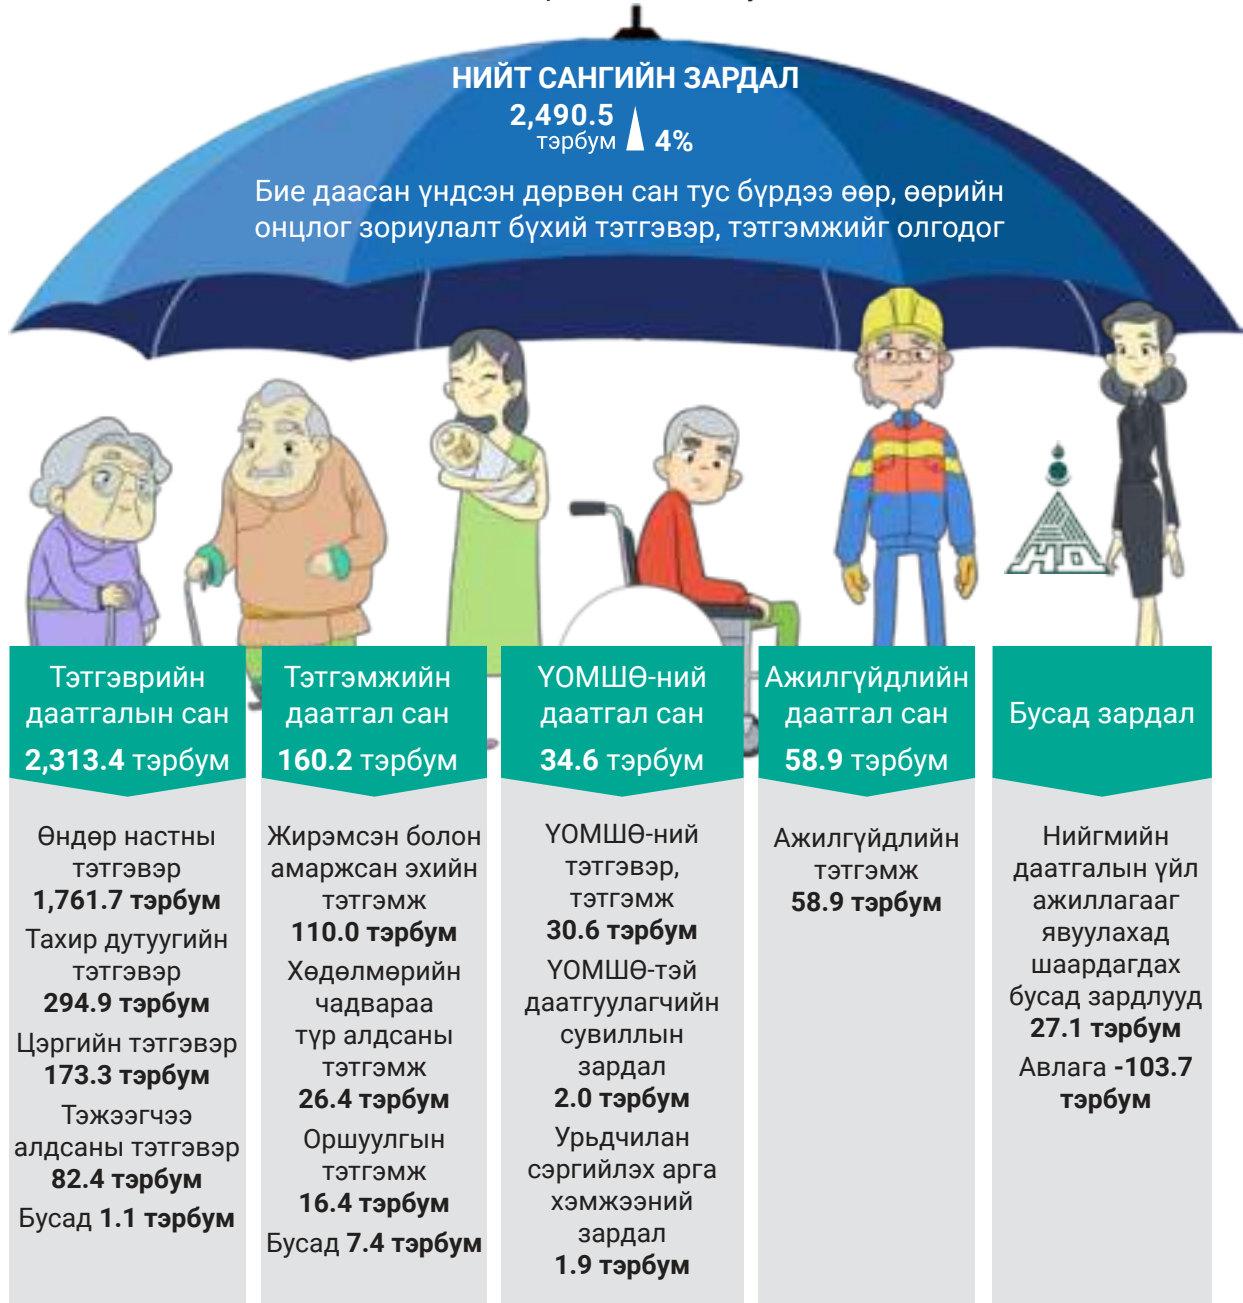 НИЙТ САНГИЙН ЗАРДАЛ
2,490.5
тэрбум 4%
Бие даасан үндсэн дөрвөн сан тус бүрдээ өөр, өөрийн
онцлог зориулалт бүхий тэтгэвэр, тэтгэмжийг олгодог
НД
Тэтгэврийн
даатгалын сан
2,313.4 тэрбум
Өндөр настны
тэтгэвэр
1,761.7 тэрбум
Тахир дутуугийн
тэтгэвэр
294.9 тэрбум
Цэргийн тэтгэвэр
173.3 тэрбум
Тэжээгчээ
алдсаны тэтгэвэр
82.4 тэрбум
Бусад 1.1 тэрбум
Тэтгэмжийн
даатгал сан
160.2 тэрбум
Жирэмсэн болон
амаржсан эхийн
тэтгэмж
110.0 тэрбум
Хөдөлмөрийн
чадвараа
түр алдсаны
тэтгэмж
26.4 тэрбум
Оршуулгын
тэтгэмж
16.4 тэрбум
Бусад 7.4 тэрбум
ҮОМШӨ-ний
даатгал сан
34.6 тэрбум
ҮОМШӨ-ний
тэтгэвэр,
тэтгэмж
30.6 тэрбум
ҮОМШӨ-тэй
даатгуулагчийн
сувиллын
зардал
2.0 тэрбум
Урьдчилан
сэргийлэх арга
хэмжээний
зардал
1.9 тэрбум
Ажилгүйдлийн
даатгал сан
58.9 тэрбум
Ажилгүйдлийн
тэтгэмж
58.9 тэрбум
Бусад зардал
Нийгмийн
даатгалын үйл
ажиллагааг
явуулахад
шаардагдах
бусад зардлууд
27.1 тэрбум
Авлага -103.7
тэрбум